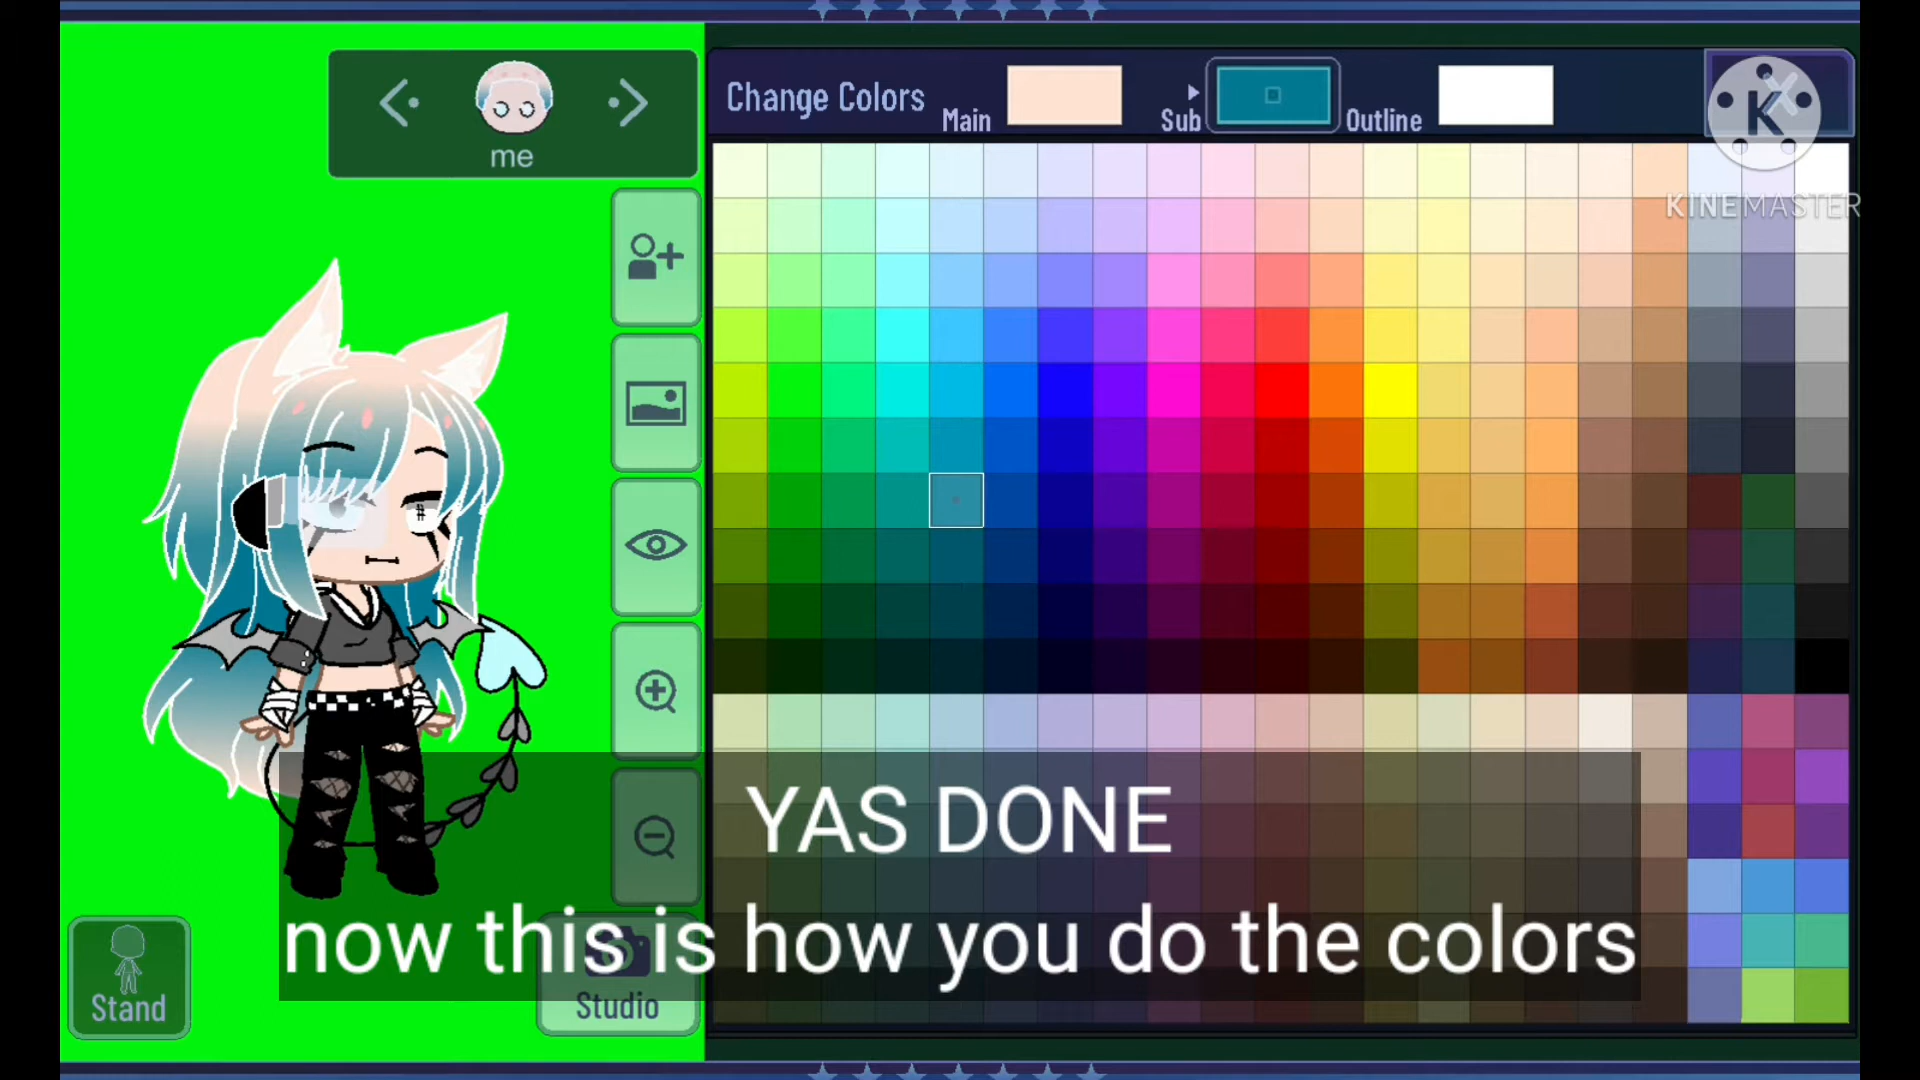 me
Change Colors
Main
Sub
Outline
K
KINEMASTER
YAS DONE
now this is how you do the colors
Stand
Studio